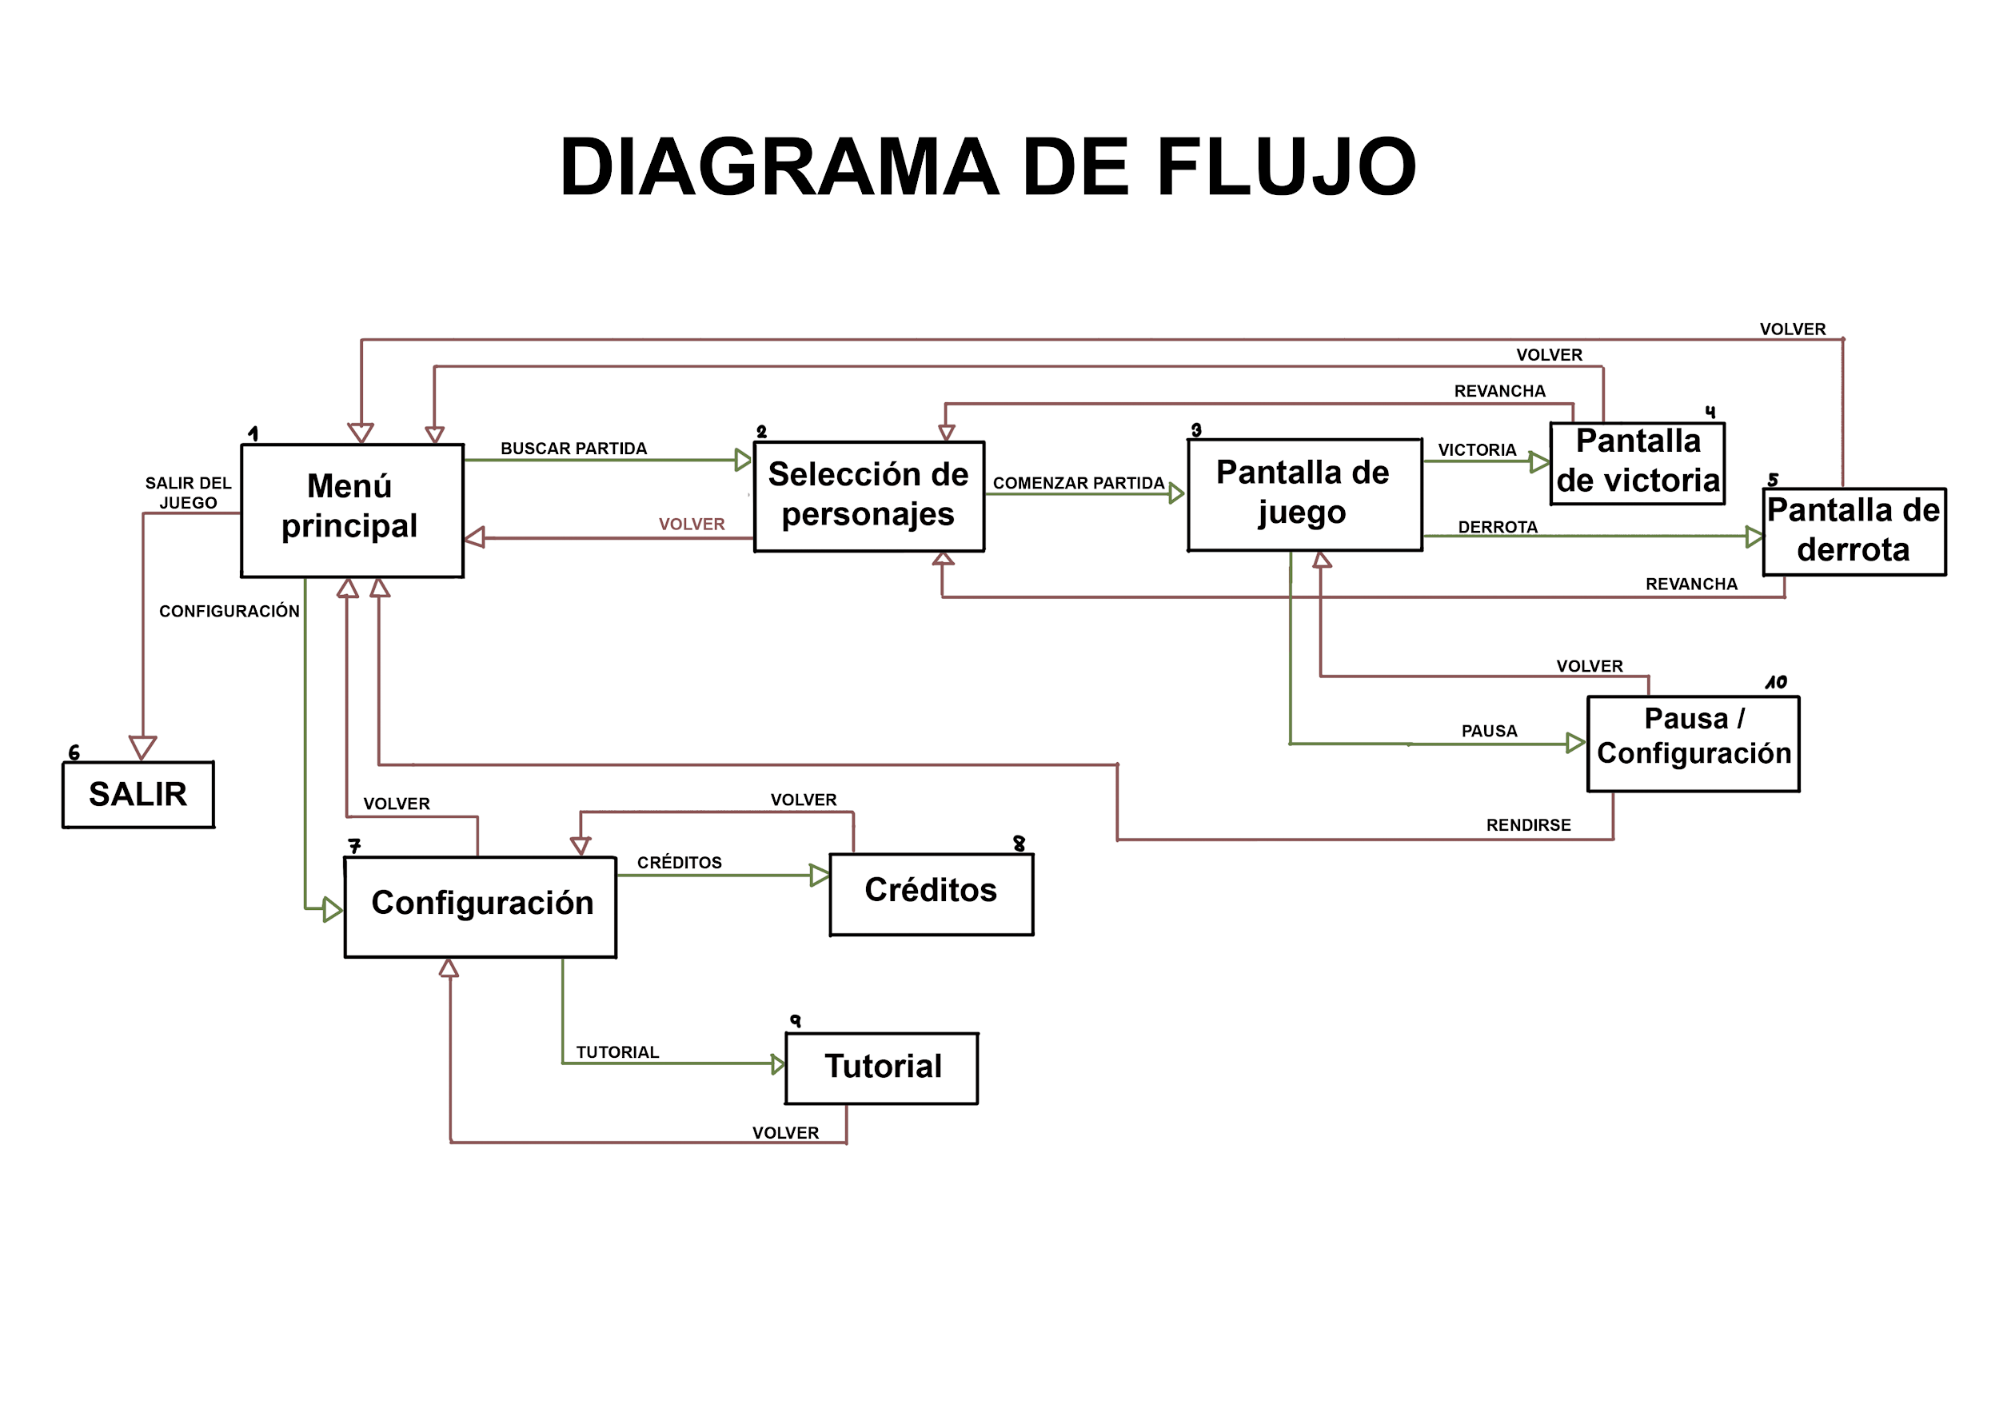 DIAGRAMA DE FLUJO
VOLVER
VOLVER
REVANCHA
1
BUSCAR PARTIDA
2
3
4
VICTORIA
Pantalla
de victoria
SALIR DEL
JUEGO
Menú
principal
VOLVER
Selección de
personajes
COMENZAR PARTIDA
Pantalla de
juego
DERROTA
5
Pantalla de
derrota
REVANCHA
CONFIGURACIÓN
VOLVER
10
PAUSA
Pausa /
Configuración
6
SALIR
VOLVER
VOLVER
RENDIRSE
7
Configuración
CRÉDITOS
8
Créditos
9
TUTORIAL
Tutorial
VOLVER